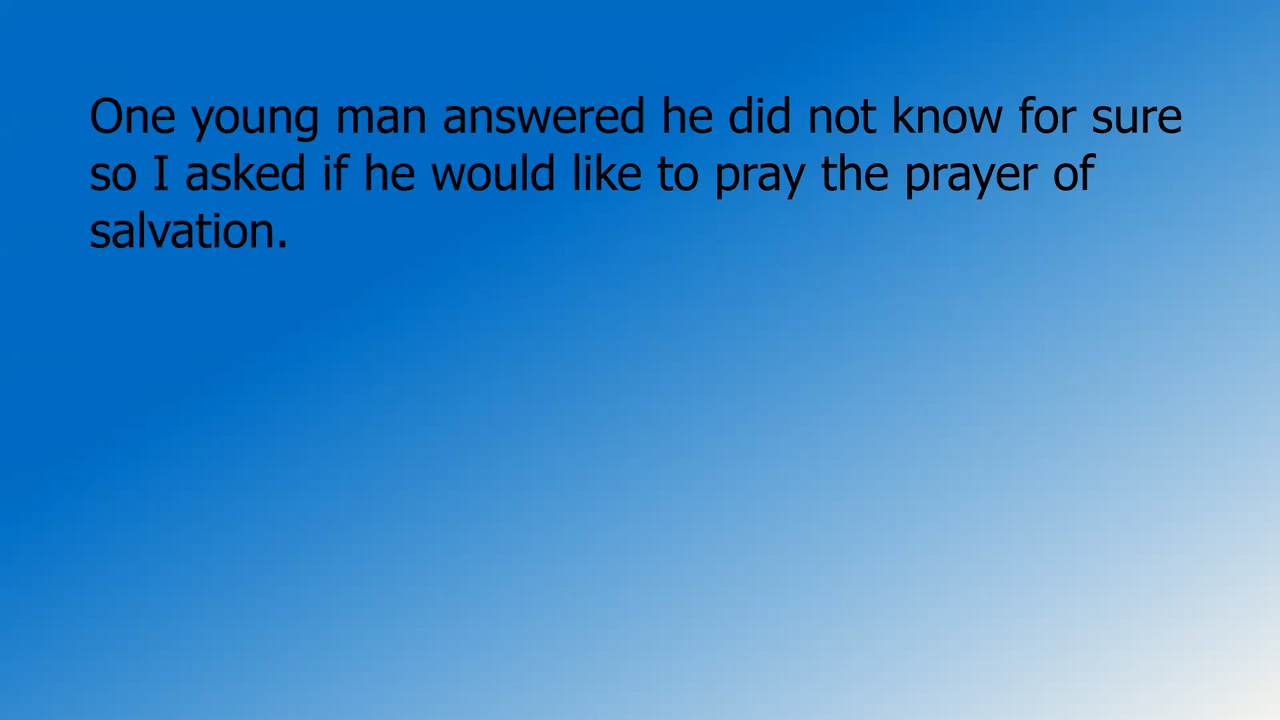 One young man answered he did not know for sure
so I asked if he would like to pray the prayer of
salvation.